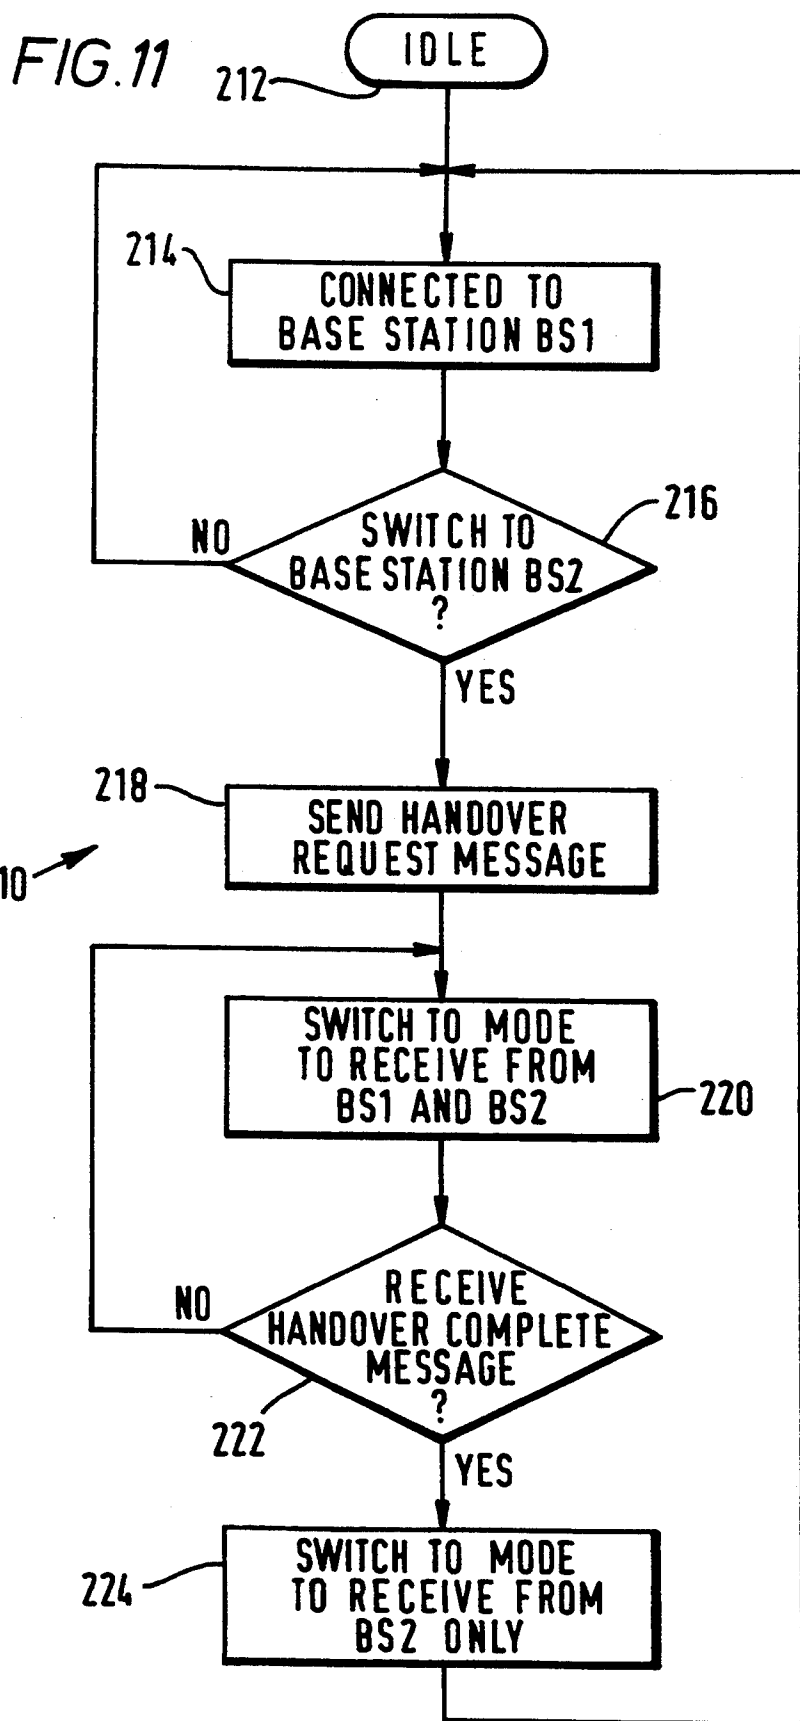 FIG.11
IDLE
212
214
CONNECTED TO
BASE STATION BS1
216
SWITCH TO
BASE STATION BS2
?
NO
YES
218
SEND HANDOVER
REQUEST MESSAGE
10
SWITCH TO MODE
TO RECEIVE FROM
BS1 AND BS2
220
RECEIVE
HANDOVER COMPLETE
MESSAGE
?
NO
222
YES
224
SWITCH TO MODE
TO RECEIVE FROM
BS2 ONLY